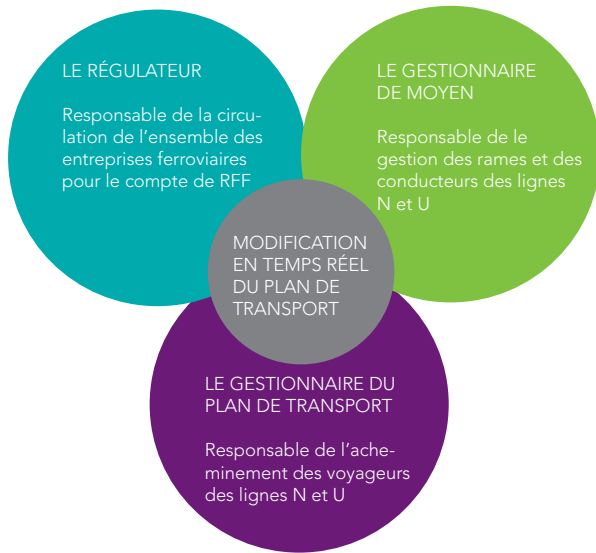 LE RÉGULATEUR
Responsable de la circu-
lation de l'ensemble des
entreprises ferroviaires
pour le compte de RFF
LE GESTIONNAIRE
DE MOYEN
Responsable de le
gestion des rames et des
conducteurs des lignes
N et U
MODIFICATION
EN TEMPS RÉEL
DU PLAN DE
TRANSPORT
LE GESTIONNAIRE DU
PLAN DE TRANSPORT
Responsable de l'ache-
minement des voyageurs
des lignes N et U